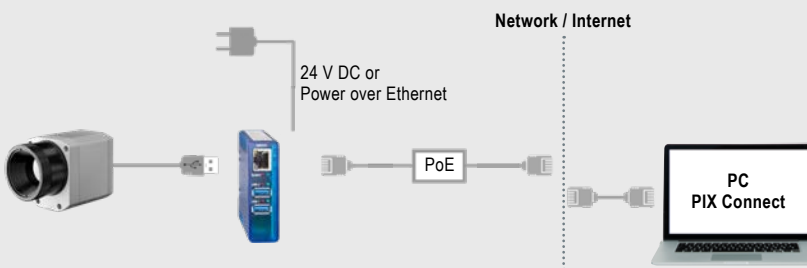 Network / Internet
24 V DC or
Power over Ethernet
PoE
PC
PIX Connect